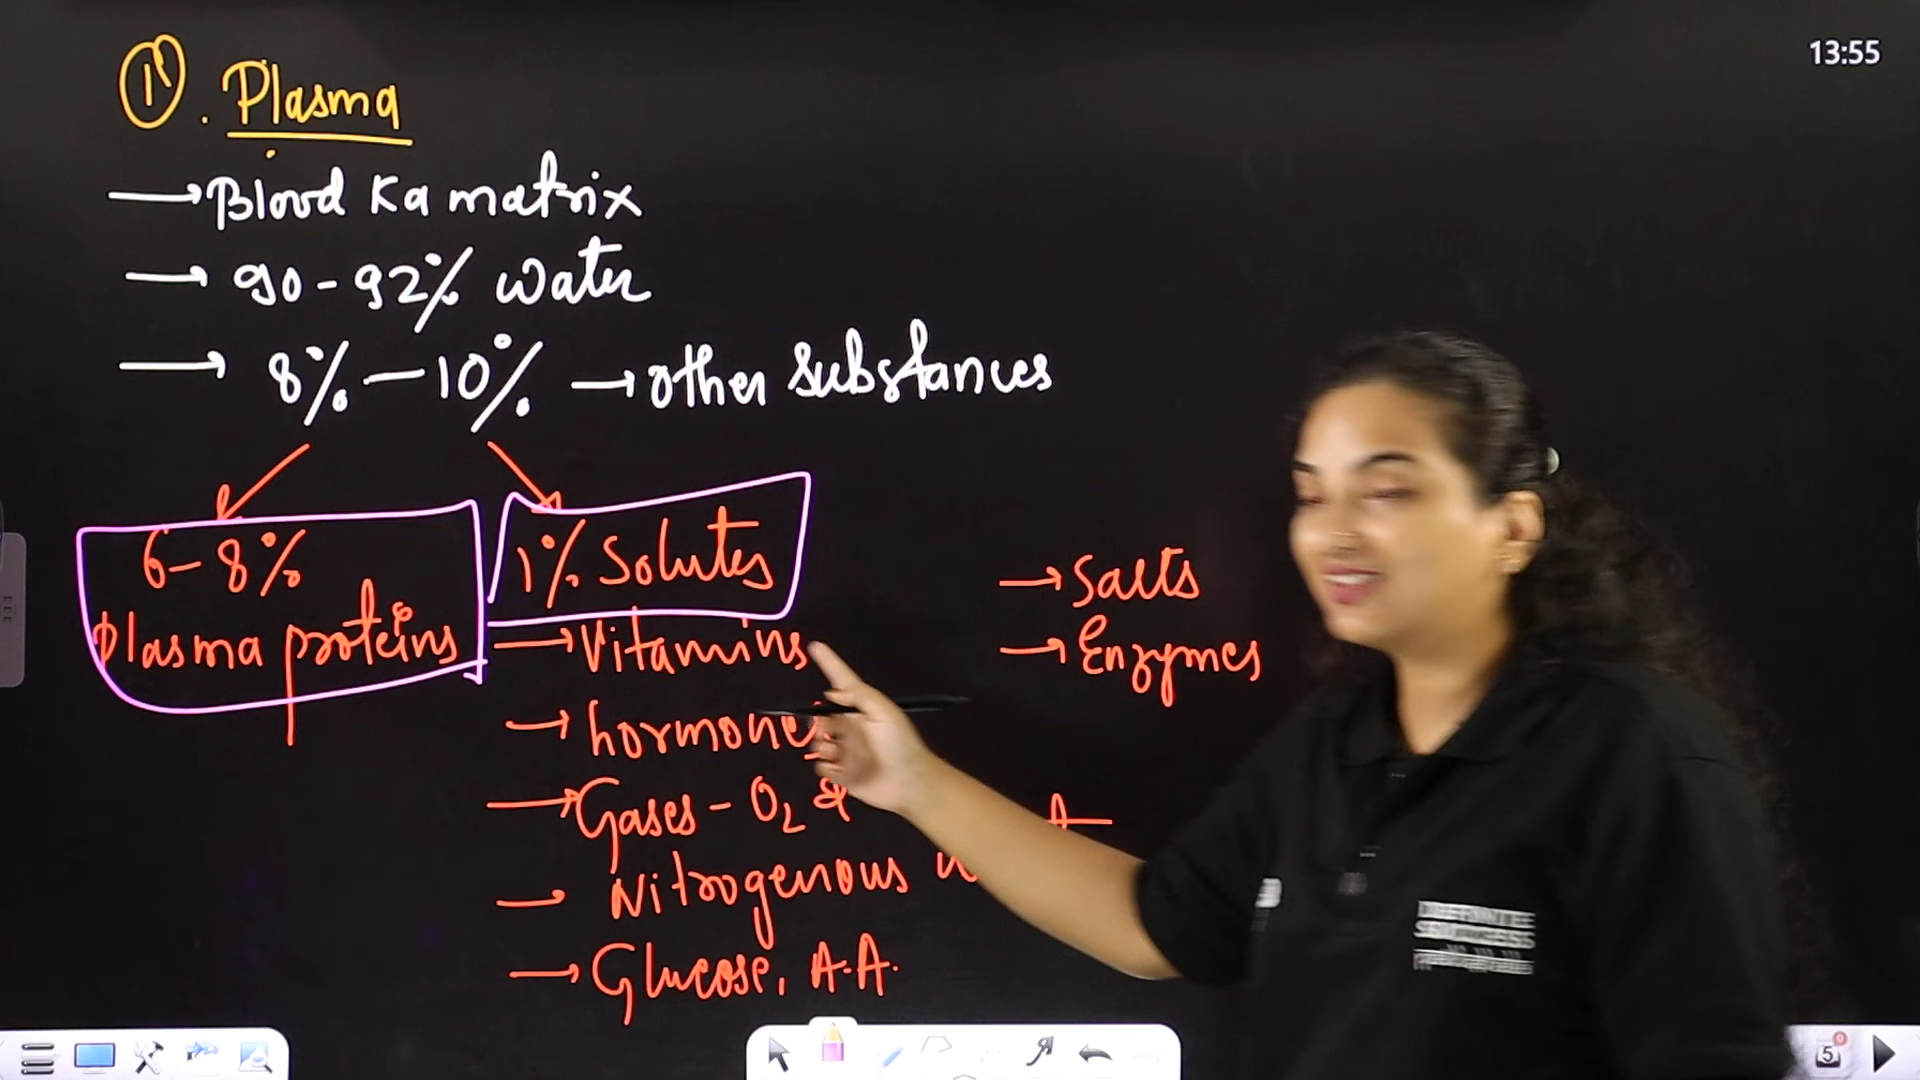 13:55
① . Plasma
→ Blood Ka matrix
→ 90-92% water
→ 8% - 10% → other substances
6-8%
Plasma proteins
1% Solutes
→ Vitamins
→ hormones
→ Gases - O2 &
→ Nitrogenous
→ Glucose, A.A.
→ Salts
→ Enzymes
5